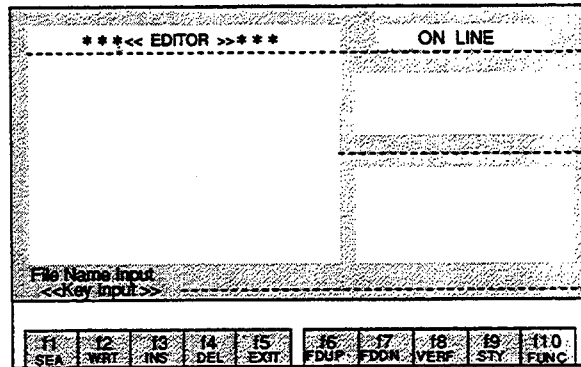 ***<< EDITOR >>*** ON LINE
File Name Input
<<Key Input>>
f1 f2 f3 f4 f5 f6 f7 f8 f9 f10
SEA WRT INS DEL EXIT FDUP FDDN VERF STY FUNC